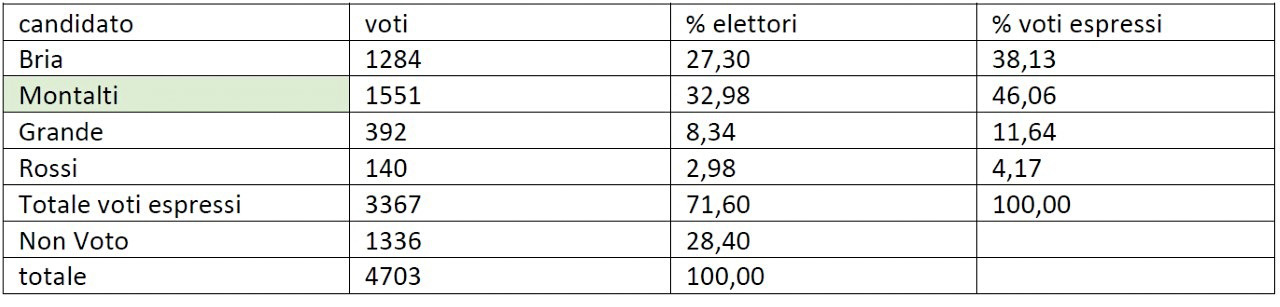 candidato voti % elettori % voti espressi
Bria 1284 27,30 38,13
Montalti 1551 32,98 46,06
Grande 392 8,34 11,64
Rossi 140 2,98 4,17
Totale voti espressi 3367 71,60 100,00
Non Voto 1336 28,40
totale 4703 100,00